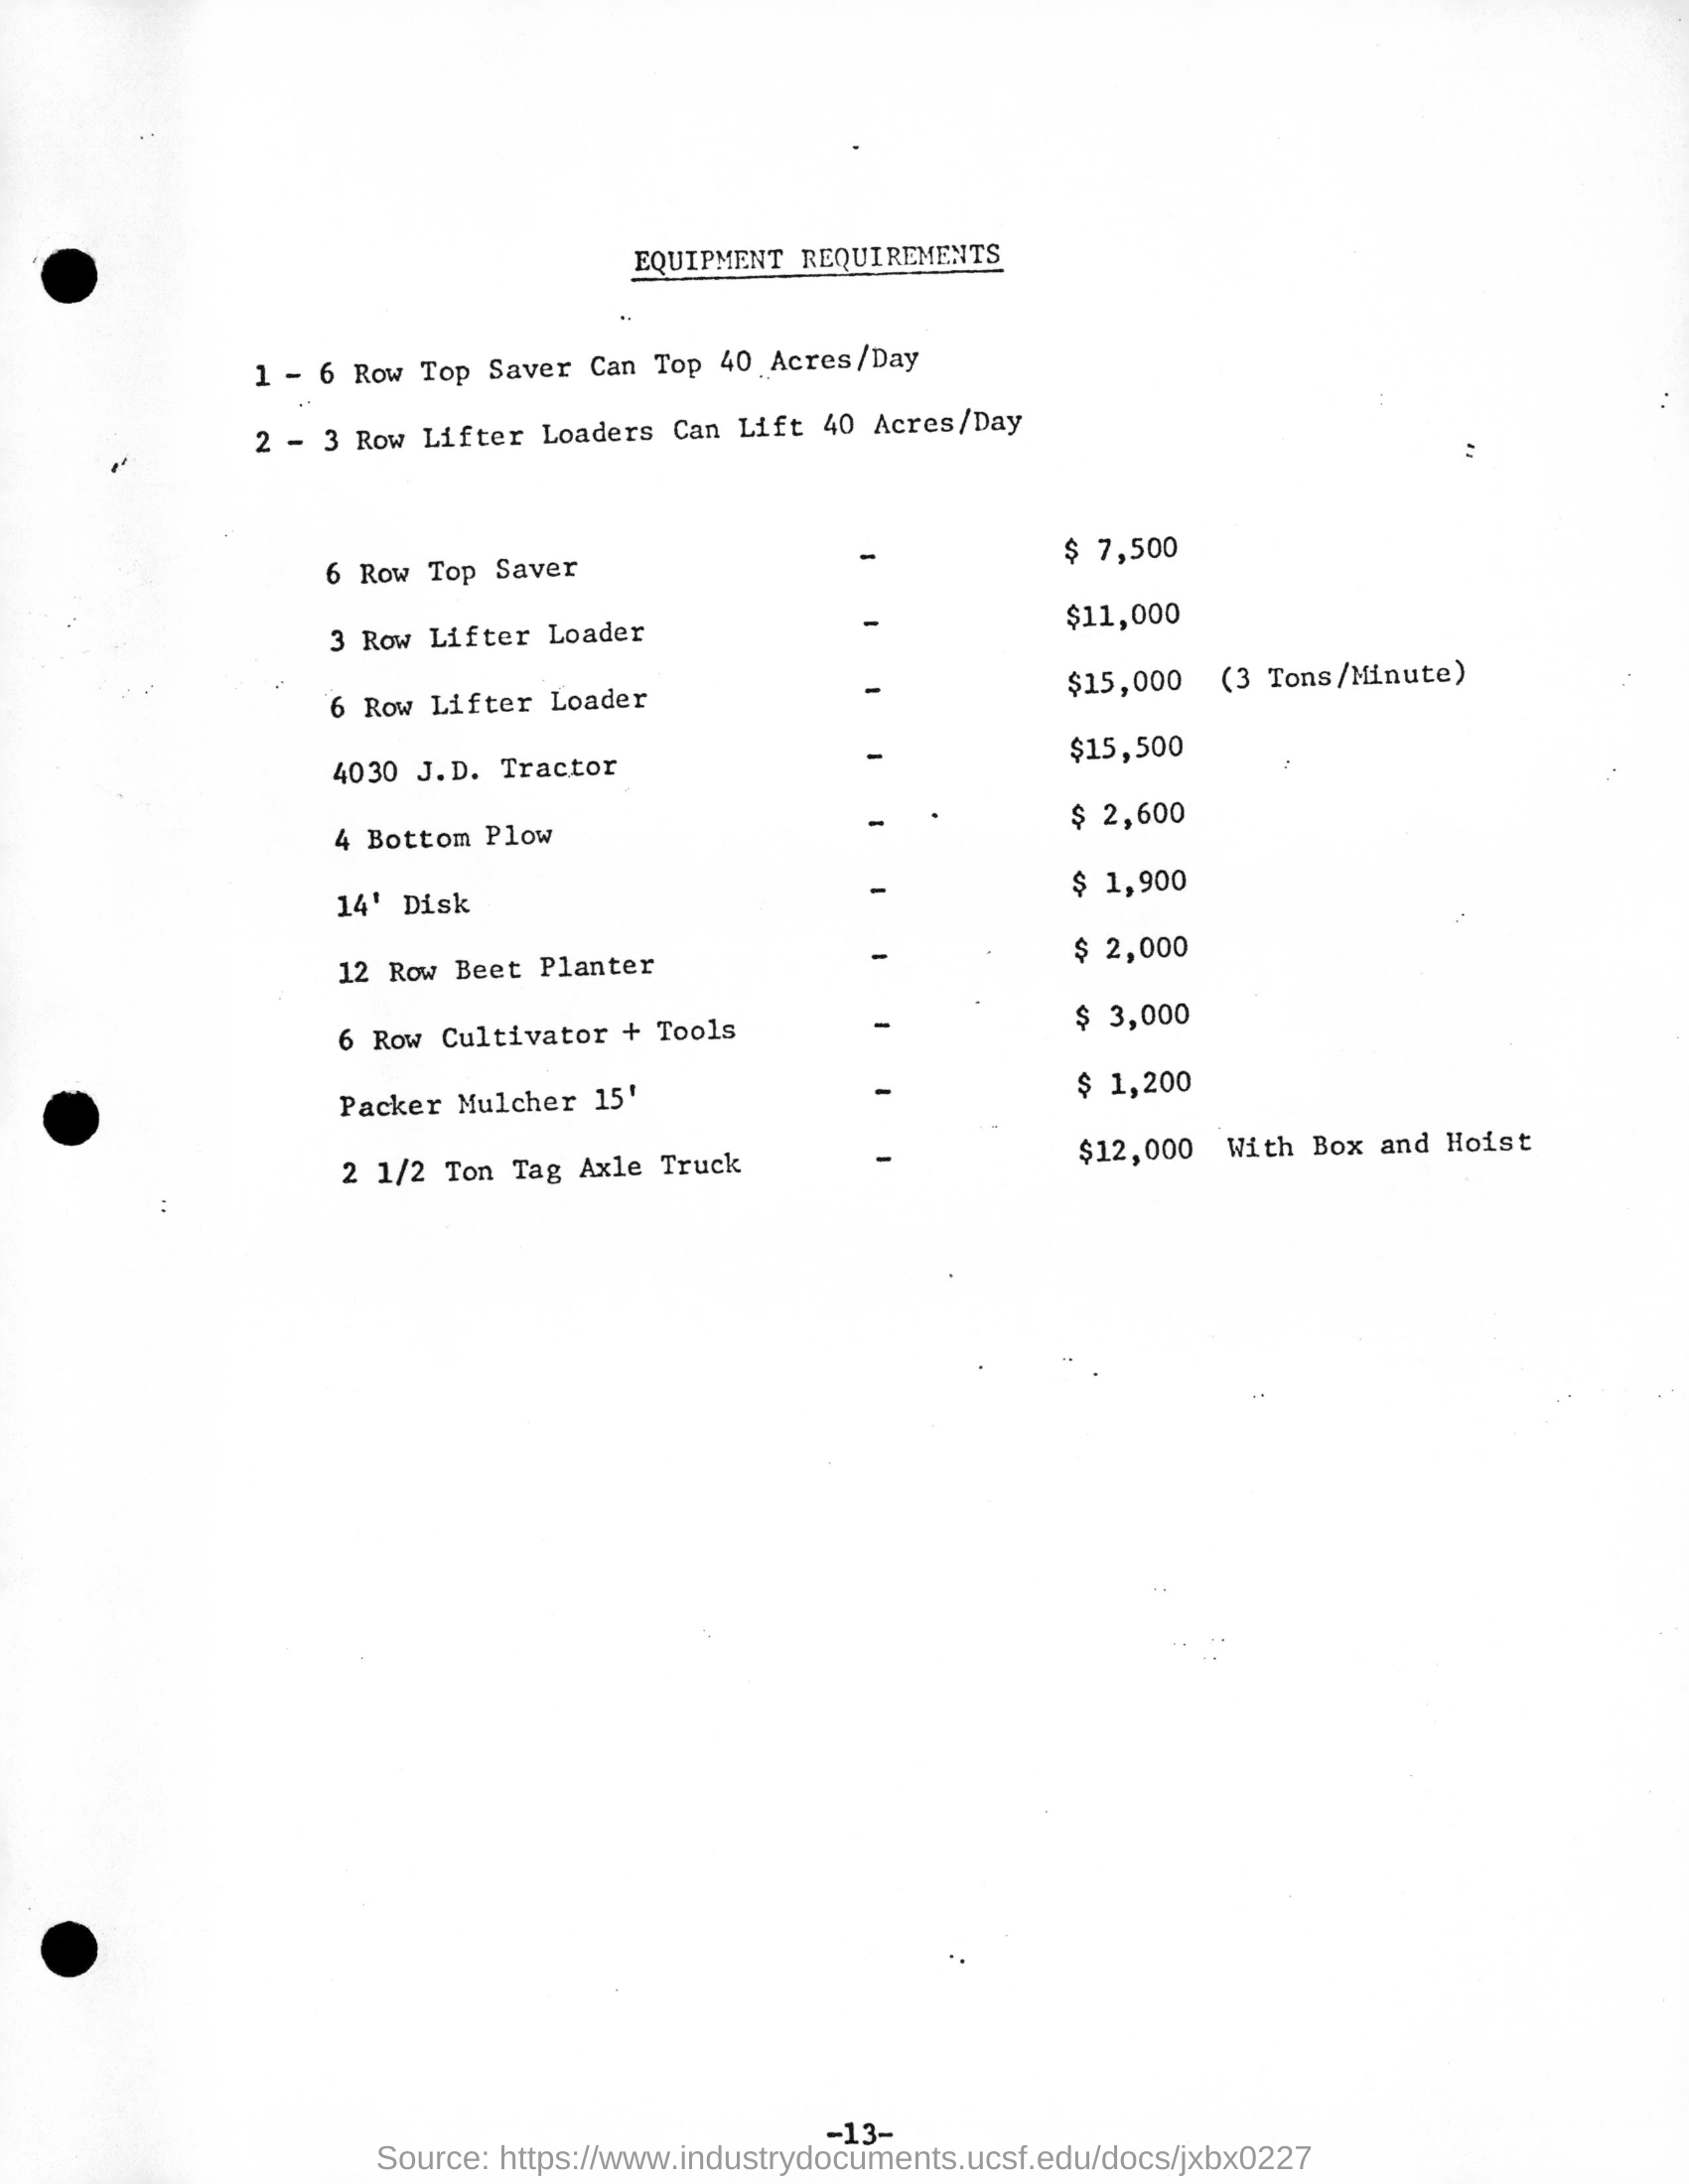 EQUIPMENT REQUIREMENTS
1 - 6 Row Top Saver Can Top 40 Acres/Day
2 - 3 Row Lifter Loaders Can Lift 40 Acres/Day
6 Row Top Saver - $ 7,500
3 Row Lifter Loader - $11,000
6 Row Lifter Loader - $15,000 (3 Tons/Minute)
4030 J.D. Tractor - $15,500
4 Bottom Plow - $ 2,600
14' Disk - $ 1,900
12 Row Beet Planter - $ 2,000
6 Row Cultivator + Tools - $ 3,000
Packer Mulcher 15' - $ 1,200
2 1/2 Ton Tag Axle Truck - $12,000 With Box and Hoist
-13-
Source: https://www.industrydocuments.ucsf.edu/docs/jxbx0227